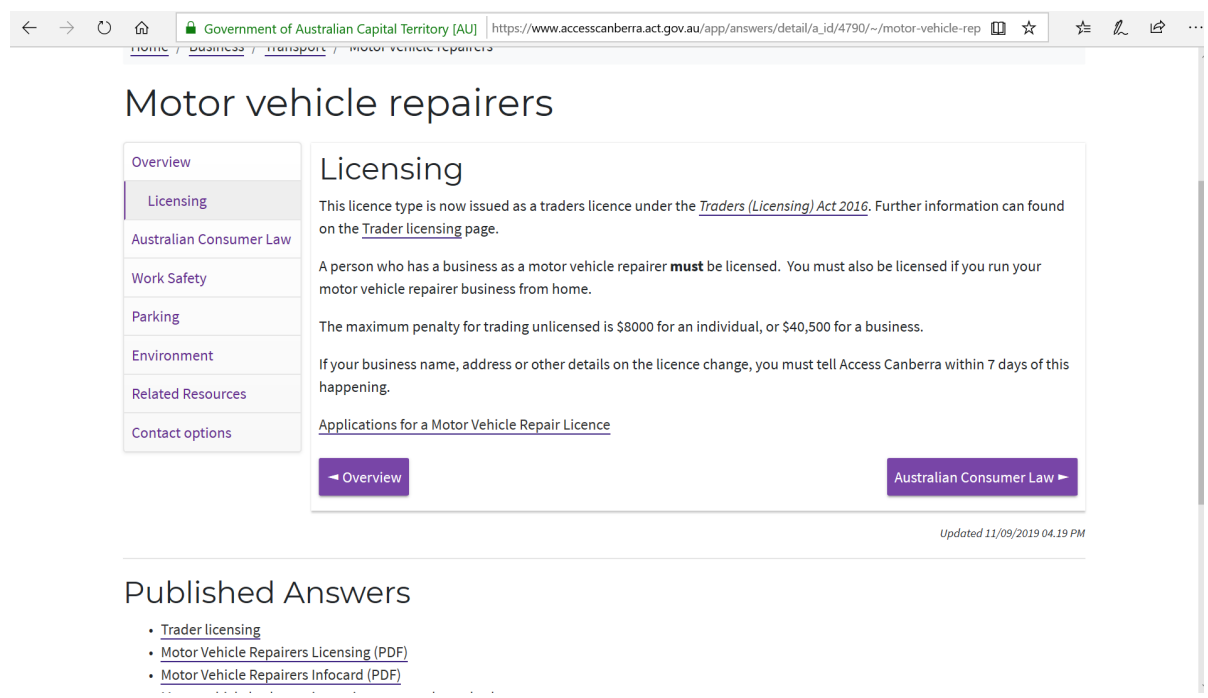 Government of Australian Capital Territory [AU] https://www.accesscanberra.act.gov.au/app/answers/detail/a_id/4790/~/motor-vehicle-rep
Home / Business / Transport / Motor vehicle repairers
Motor vehicle repairers
Overview
Licensing
Australian Consumer Law
Work Safety
Parking
Environment
Related Resources
Contact options
Licensing
This licence type is now issued as a traders licence under the Traders (Licensing) Act 2016. Further information can found
on the Trader licensing page.
A person who has a business as a motor vehicle repairer must be licensed. You must also be licensed if you run your
motor vehicle repairer business from home.
The maximum penalty for trading unlicensed is $8000 for an individual, or $40,500 for a business.
If your business name, address or other details on the licence change, you must tell Access Canberra within 7 days of this
happening.
Applications for a Motor Vehicle Repair Licence
◄ Overview
Australian Consumer Law ►
Updated 11/09/2019 04.19 PM
Published Answers
• Trader licensing
• Motor Vehicle Repairers Licensing (PDF)
• Motor Vehicle Repairers Infocard (PDF)